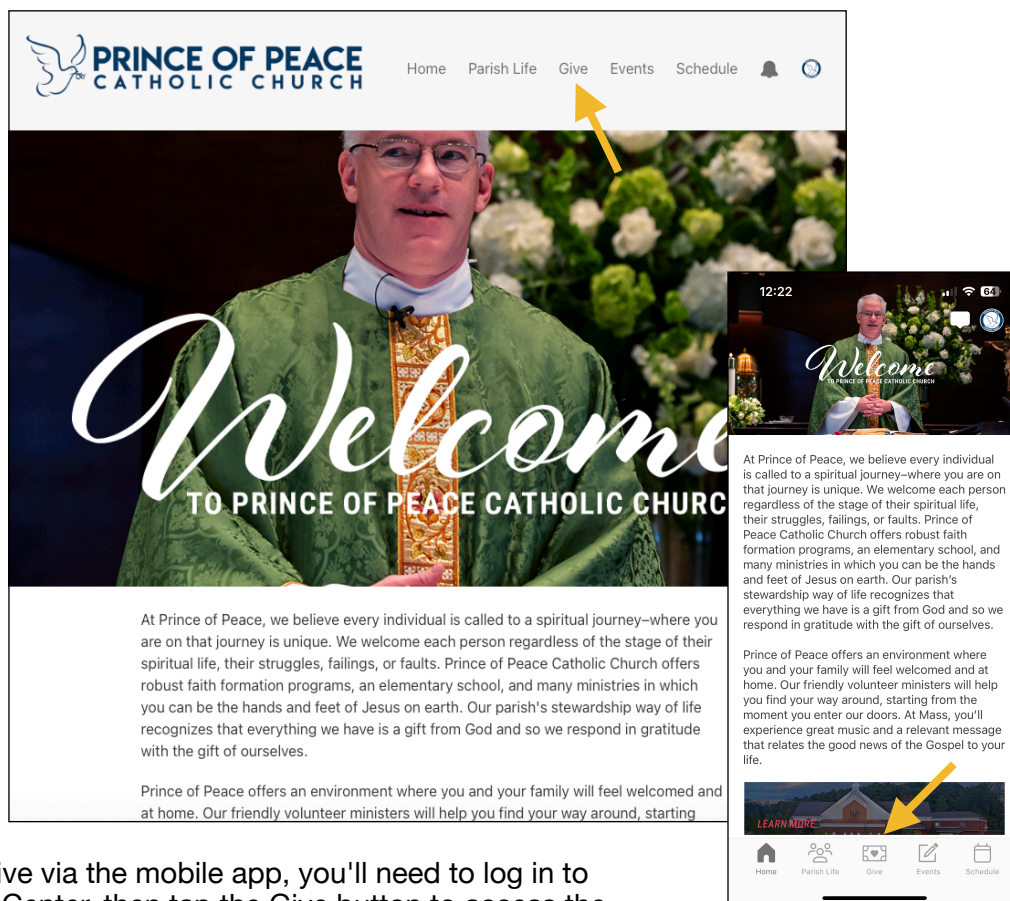 PRINCE OF PEACE
CATHOLIC CHURCH
Home Parish Life Give Events Schedule
Welcome
TO PRINCE OF PEACE CATHOLIC CHURC
At Prince of Peace, we believe every individual is called to a spiritual journey–where you
are on that journey is unique. We welcome each person regardless of the stage of their
spiritual life, their struggles, failings, or faults. Prince of Peace Catholic Church offers
robust faith formation programs, an elementary school, and many ministries in which
you can be the hands and feet of Jesus on earth. Our parish's stewardship way of life
recognizes that everything we have is a gift from God and so we respond in gratitude
with the gift of ourselves.
Prince of Peace offers an environment where you and your family will feel welcomed and
at home. Our friendly volunteer ministers will help you find your way around, starting
12:22
64
Welcome
TO PRINCE OF PEACE CATHOLIC CHURCH
At Prince of Peace, we believe every individual
is called to a spiritual journey–where you are on
that journey is unique. We welcome each person
regardless of the stage of their spiritual life,
their struggles, failings, or faults. Prince of
Peace Catholic Church offers robust faith
formation programs, an elementary school, and
many ministries in which you can be the hands
and feet of Jesus on earth. Our parish's
stewardship way of life recognizes that
everything we have is a gift from God and so we
respond in gratitude with the gift of ourselves.
Prince of Peace offers an environment where
you and your family will feel welcomed and at
home. Our friendly volunteer ministers will help
you find your way around, starting from the
moment you enter our doors. At Mass, you'll
experience great music and a relevant message
that relates the good news of the Gospel to your
life.
LEARN MORE
Home Parish Life Give Events Schedule
ive via the mobile app, you'll need to log in to
Center, then tap the Give button to access the